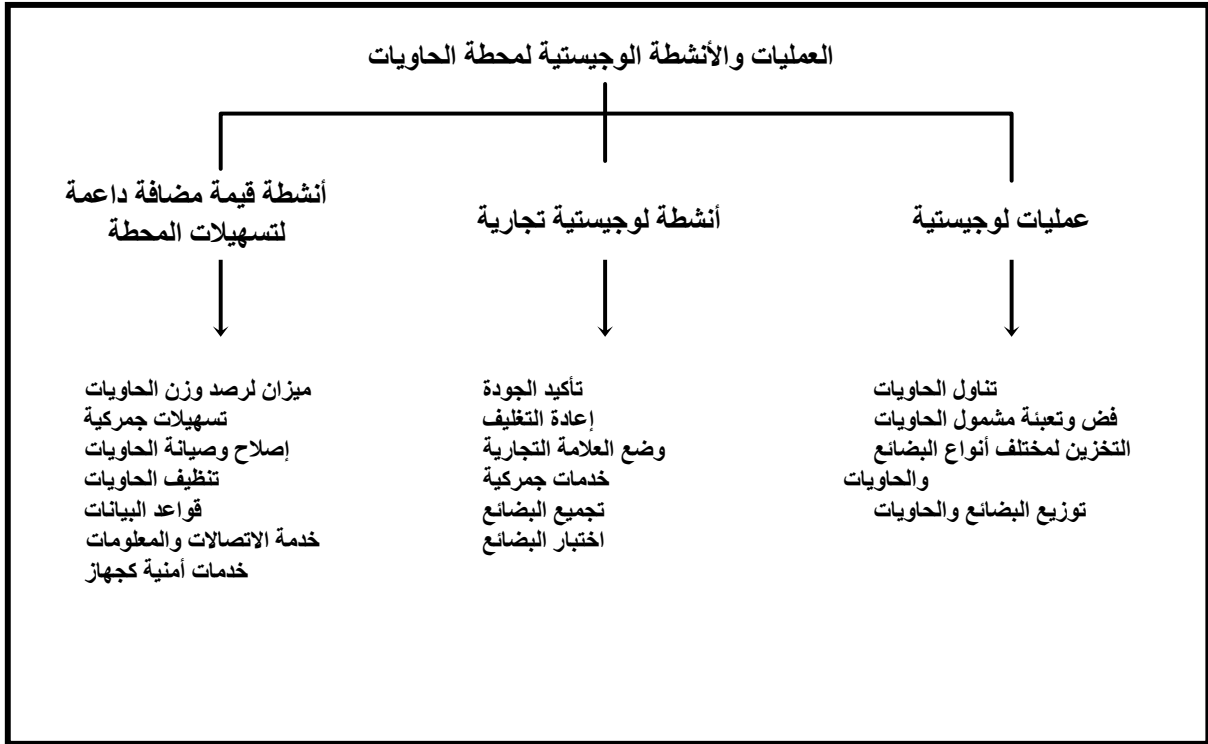 العمليات والأنشطة الوجيستية لمحطة الحاويات
عمليات لوجيستية
تناول الحاويات
فض وتعبئة مشمول الحاويات
التخزين لمختلف أنواع البضائع
والحاويات
توزيع البضائع والحاويات
أنشطة لوجيستية تجارية
تأكيد الجودة
إعادة التغليف
وضع العلامة التجارية
خدمات جمركية
تجميع البضائع
اختبار البضائع
أنشطة قيمة مضافة داعمة
لتسهيلات المحطة
ميزان لرصد وزن الحاويات
تسهيلات جمركية
إصلاح وصيانة الحاويات
تنظيف الحاويات
قواعد البيانات
خدمة الاتصالات والمعلومات
خدمات أمنية كجهاز